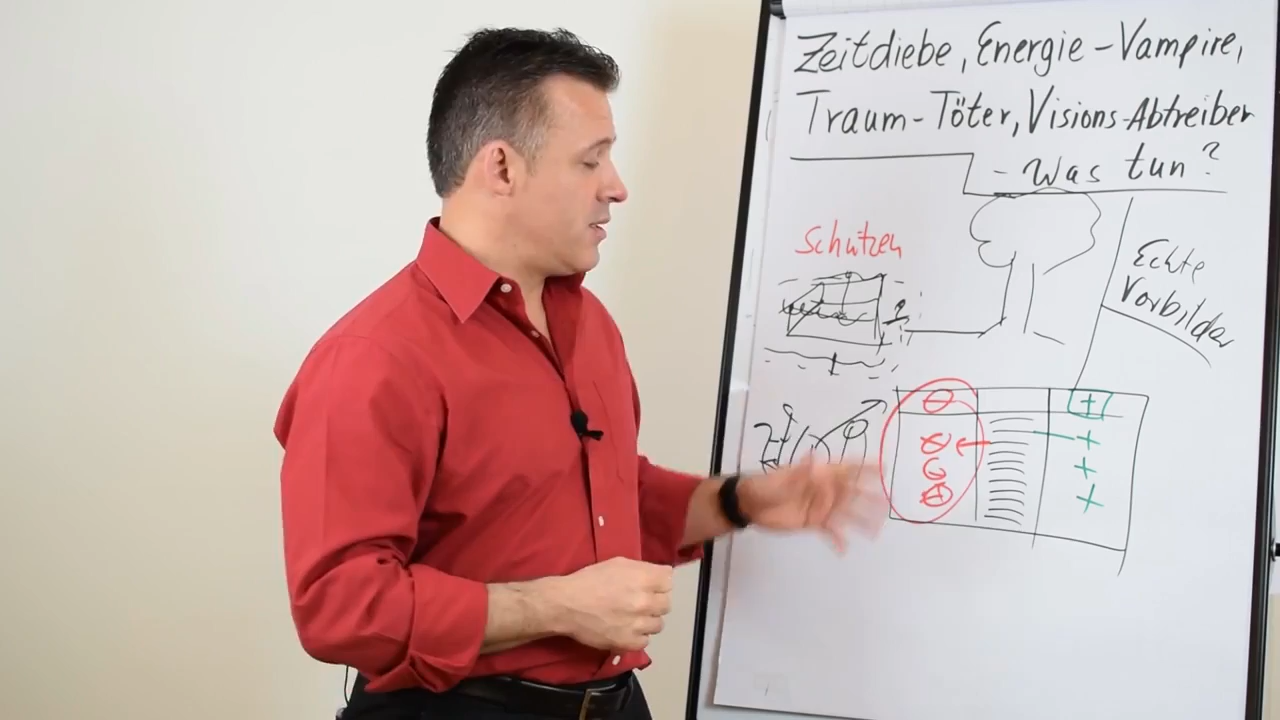 Zeitdiebe, Energie-Vampire,
Traum-Töter, Visions-Abtreiber
- Was tun?
Schützen
Echte
Vorbilder
+
+
+
+